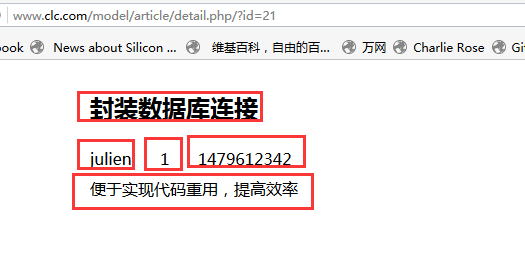 www.clc.com/model/article/detail.php/?id=21
ook News about Silicon ... 维基百科，自由的百... 万网 Charlie Rose Git
封装数据库连接
julien 1 1479612342
便于实现代码重用，提高效率